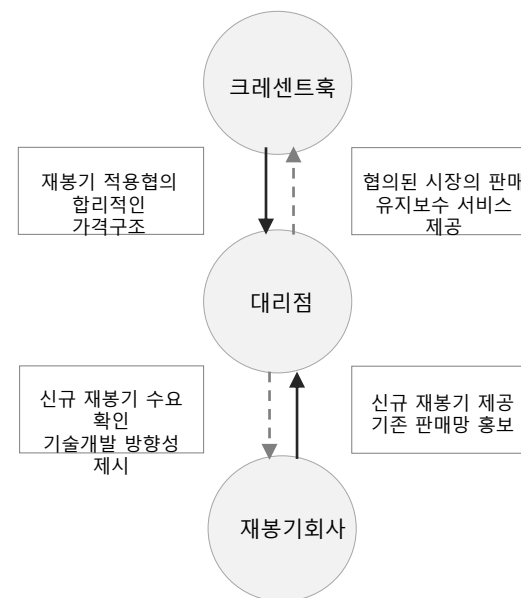 크레센트훅
재봉기 적용협의
합리적인
가격구조
협의된 시장의 판매
유지보수 서비스
제공
대리점
신규 재봉기 수요
확인
기술개발 방향성
제시
신규 재봉기 제공
기존 판매망 홍보
재봉기회사